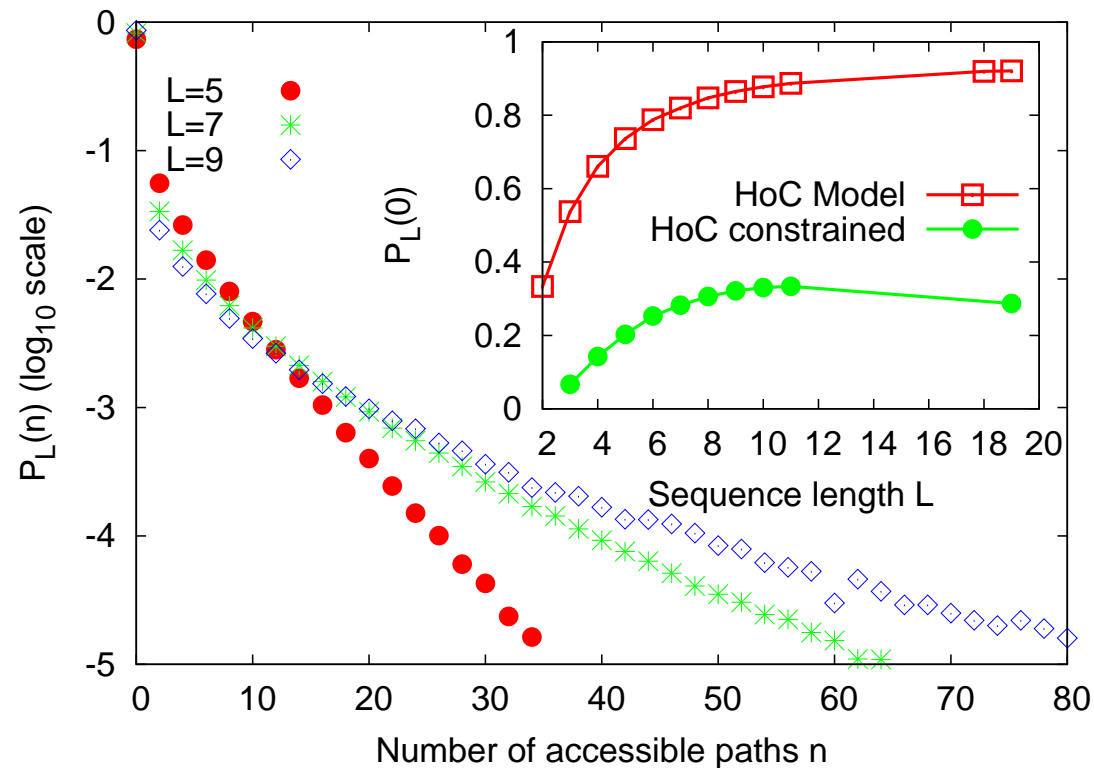 P_L(n) (log_10 scale)
0
-1
-2
-3
-4
-5
0 10 20 30 40 50 60 70 80
Number of accessible paths n
L=5
L=7
L=9
P_L(0)
1
0.8
0.6
0.4
0.2
0
2 4 6 8 10 12 14 16 18 20
Sequence length L
HoC Model
HoC constrained